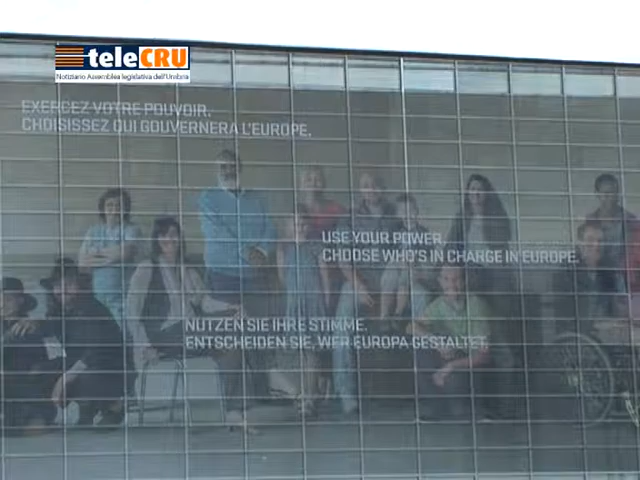 teleCRU
Notiziario Assemblea legislativa dell'Umbria
EXERCEZ VOTRE POUVOIR.
CHOISISSEZ QUI GOUVERNERA L'EUROPE.
USE YOUR POWER.
CHOOSE WHO'S IN CHARGE IN EUROPE.
NUTZEN SIE IHRE STIMME.
ENTSCHEIDEN SIE, WER EUROPA GESTALTET.